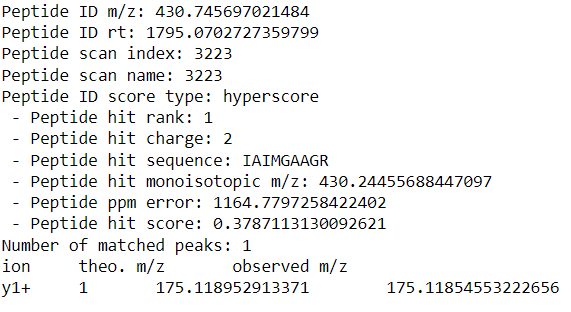 Peptide ID m/z: 430.745697021484
Peptide ID rt: 1795.0702727359799
Peptide scan index: 3223
Peptide scan name: 3223
Peptide ID score type: hyperscore
- Peptide hit rank: 1
- Peptide hit charge: 2
- Peptide hit sequence: IAIMGAAGR
- Peptide hit monoisotopic m/z: 430.24455688447097
- Peptide ppm error: 1164.7797258422402
- Peptide hit score: 0.3787113130092621
Number of matched peaks: 1
ion theo. m/z observed m/z
y1+ 1 175.118952913371 175.11854553222656